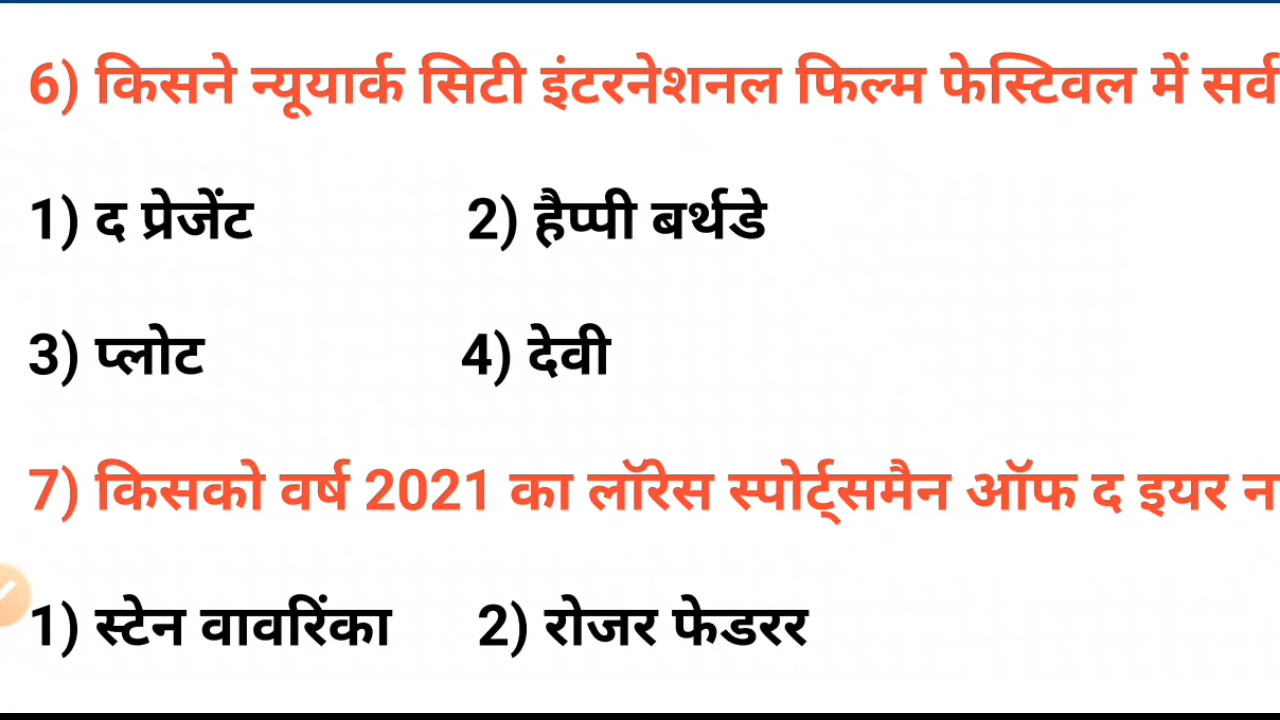 6) किसने न्यूयार्क सिटी इंटरनेशनल फिल्म फेस्टिवल में सर्व
1) द प्रेजेंट 2) हैप्पी बर्थडे
3) प्लोट 4) देवी
7) किसको वर्ष 2021 का लॉरेस स्पोर्ट्समैन ऑफ द इयर
1) स्टेन वावरिंका 2) रोजर फेडरर